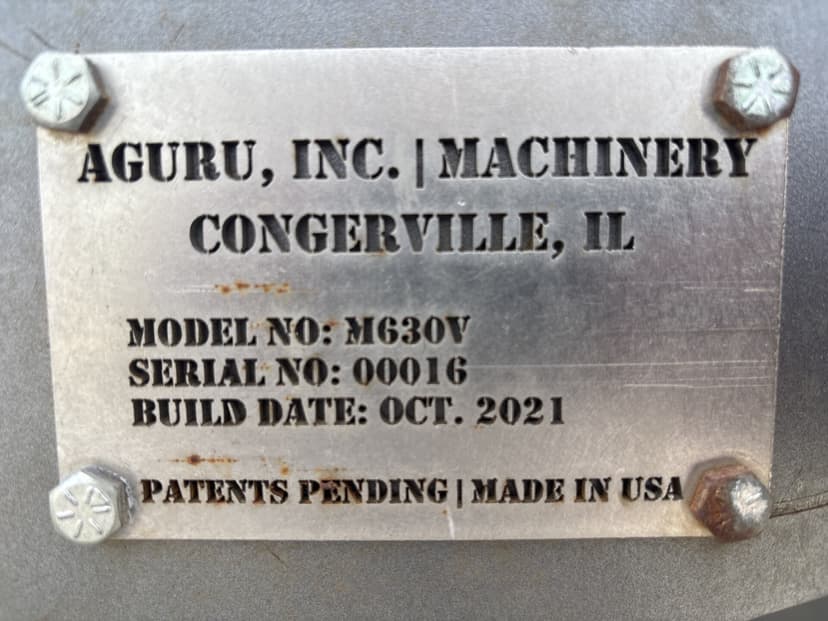 AGURU, INC. | MACHINERY
CONGERVILLE, IL
MODEL NO: M630V
SERIAL NO: 00016
BUILD DATE: OCT. 2021
PATENTS PENDING | MADE IN USA